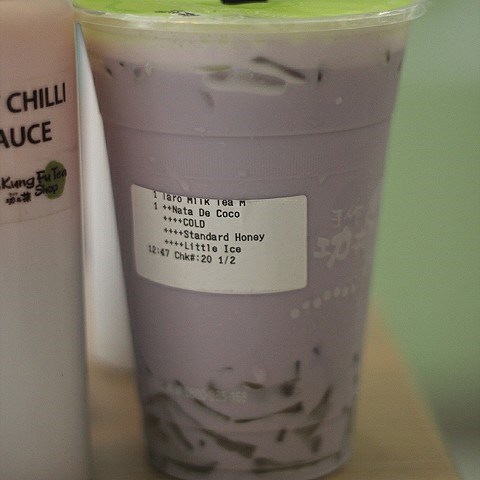 CHILLI
AUCE
Kung Fu Tea
Shop
1 Taro Milk Tea M
1 **Nata De Coco
****COLD
****Standard Honey
****Little Ice
12:47 Chk#:20 1/2